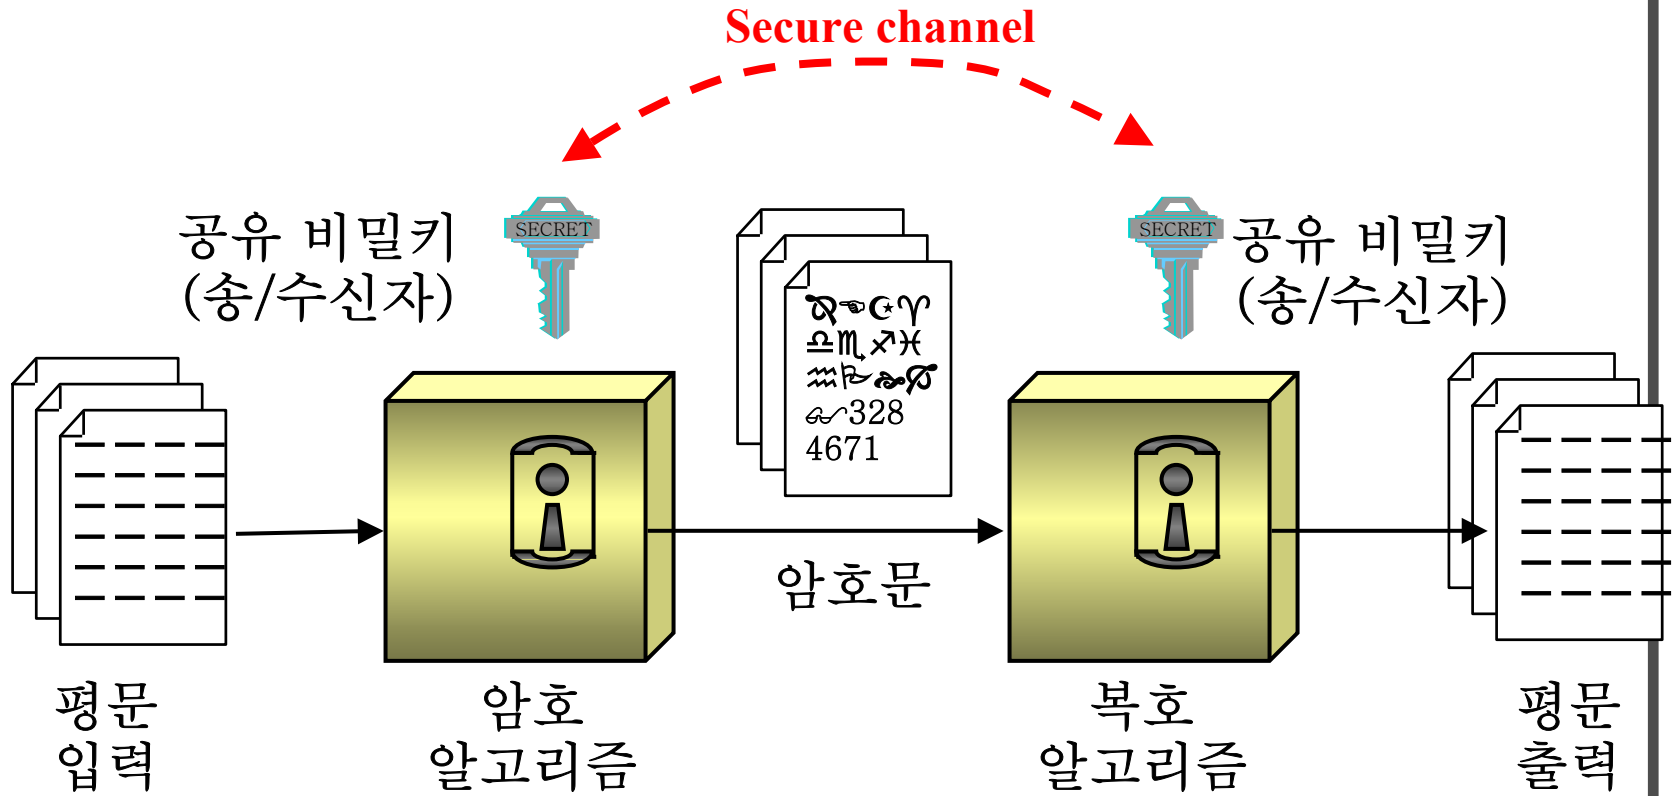 Secure channel
공유 비밀키
(송/수신자)
SECRET
SECRET
공유 비밀키
(송/수신자)
328
4671
암호문
평문
입력
암호
알고리즘
복호
알고리즘
평문
출력